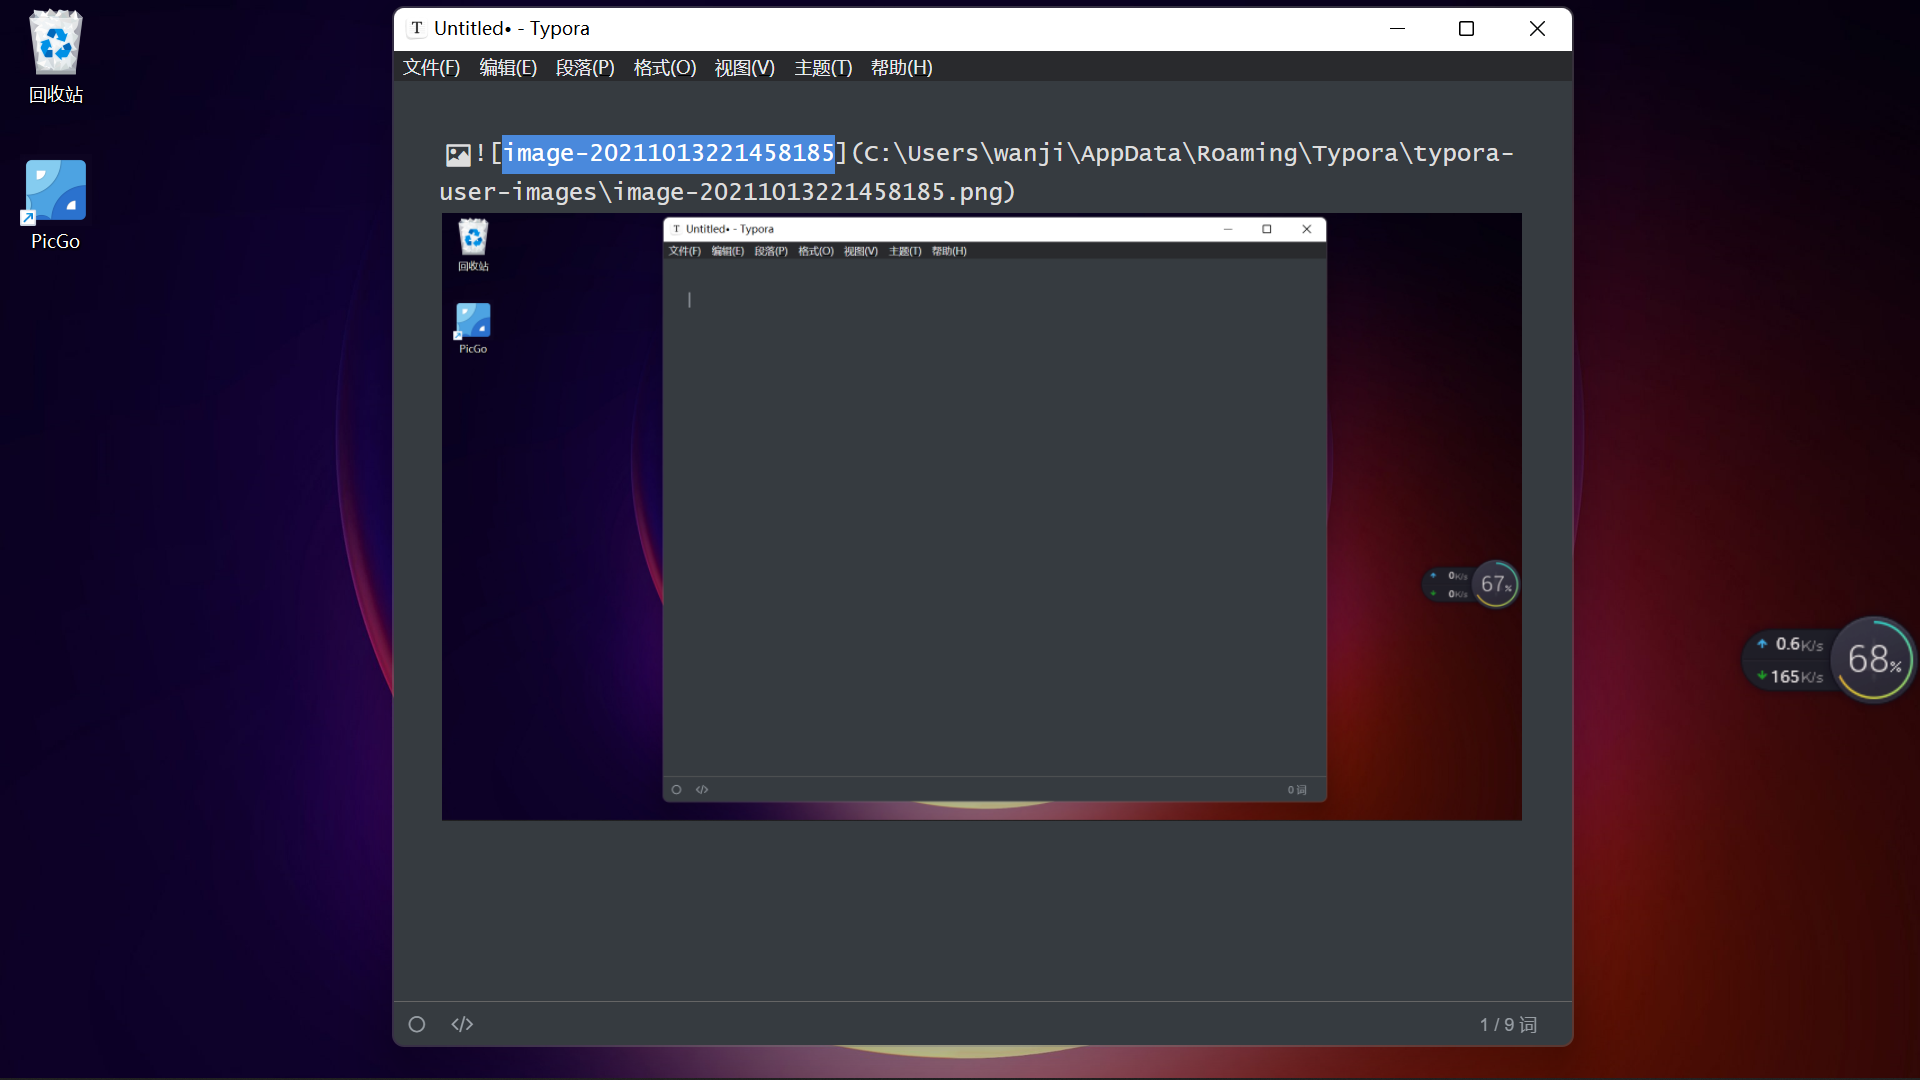 回收站
PicGo
T Untitled• - Typora
文件(F) 编辑(E) 段落(P) 格式(O) 视图(V) 主题(T) 帮助(H)
![image-20211013221458185](C:\Users\wanji\AppData\Roaming\Typora\typora-
user-images\image-20211013221458185.png)
回收站
PicGo
T Untitled• - Typora
文件(F) 编辑(E) 段落(P) 格式(O) 视图(V) 主题(T) 帮助(H)
0K/s
0K/s
67%
</>
0 词
0.6K/s
165K/s
68%
</>
1 / 9 词